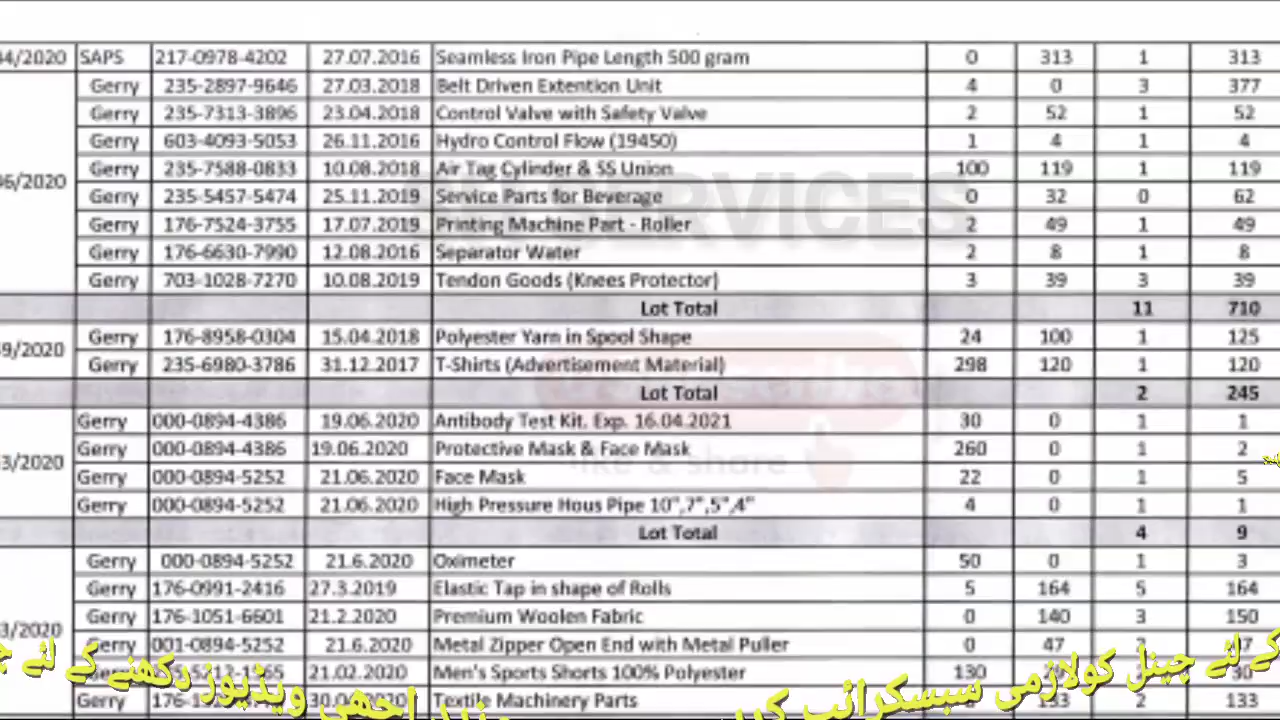 44/2020 SAPS 217-0978-4202 27.07.2016 Seamless Iron Pipe Length 500 gram 0 313 1 313
Gerry 235-2897-9646 27.03.2018 Belt Driven Extention Unit 4 0 3 377
Gerry 235-7313-3896 23.04.2018 Control Valve with Safety Valve 2 52 1 52
Gerry 603-4093-5053 26.11.2016 Hydro Control Flow (19450) 1 4 1 4
46/2020 Gerry 235-7588-0833 10.08.2018 Air Tag Cylinder & SS Union 100 119 1 119
Gerry 235-5457-5474 25.11.2019 Service Parts for Beverage 0 32 0 62
SERVICES
Gerry 176-7524-3755 17.07.2019 Printing Machine Part - Roller 2 49 1 49
Gerry 176-6630-7990 12.08.2016 Separator Water 2 8 1 8
Gerry 703-1028-7270 10.08.2019 Tendon Goods (Knees Protector) 3 39 3 39
Lot Total 11 710
9/2020 Gerry 176-8958-0304 15.04.2018 Polyester Yarn in Spool Shape 24 100 1 125
Gerry 235-6980-3786 31.12.2017 T-Shirts (Advertisement Material) 298 120 1 120
Lot Total 2 245
Gerry 000-0894-4386 19.06.2020 Antibody Test Kit. Exp. 16.04.2021 30 0 1 1
3/2020 Gerry 000-0894-4386 19.06.2020 Protective Mask & Face Mask 260 0 1 2
like & share
Gerry 000-0894-5252 21.06.2020 Face Mask 22 0 1 5
Gerry 000-0894-5252 21.06.2020 High Pressure Hous Pipe 10",7",5",4" 4 0 1 1
Lot Total 4 9
Gerry 000-0894-5252 21.6.2020 Oximeter 50 0 1 3
Gerry 176-0991-2416 27.3.2019 Elastic Tap in shape of Rolls 5 164 5 164
3/2020 Gerry 176-1051-6601 21.2.2020 Premium Woolen Fabric 0 140 3 150
Gerry 001-0894-5252 21.6.2020 Metal Zipper Open End with Metal Puller 0 47 2
21.02.2020 Men's Sports Shorts 100% Polyester 130
Gerry Textile Machinery Parts 133
کے لئے چینل کولازمی سبسکرائب کریں
مزید اچھی ویڈیوز دکھنے کے لئے